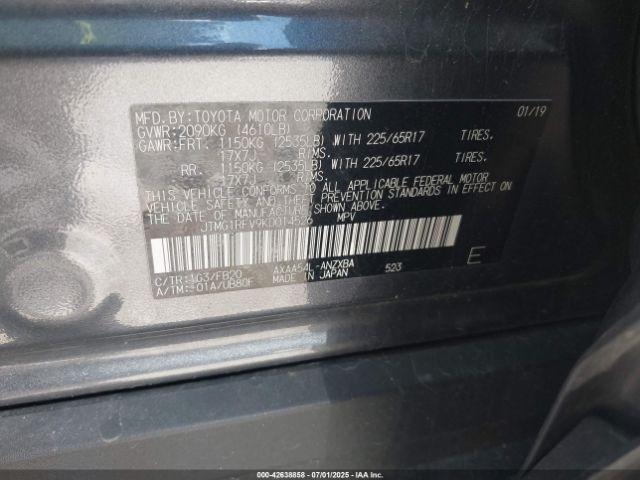 MFD.BY:TOYOTA MOTOR CORPORATION 01/19
GVWR:2090KG (4610LB)
GAWR:FRT. 1150KG (2535LB) WITH 225/65R17 TIRES.
17X7J RIMS.
RR. 1150KG (2535LB) WITH 225/65R17 TIRES.
17X7J RIMS.
THIS VEHICLE CONFORMS TO ALL APPLICABLE FEDERAL MOTOR
VEHICLE SAFETY AND THEFT PREVENTION STANDARDS IN EFFECT ON
THE DATE OF MANUFACTURE SHOWN ABOVE.
MPV
C/TR: 1G3/FB20 AXAA54L-ANZXBA 523 E
A/TM: -01A/UB80F MADE IN JAPAN
000-42638858 - 07/01/2025 - IAAI.COM